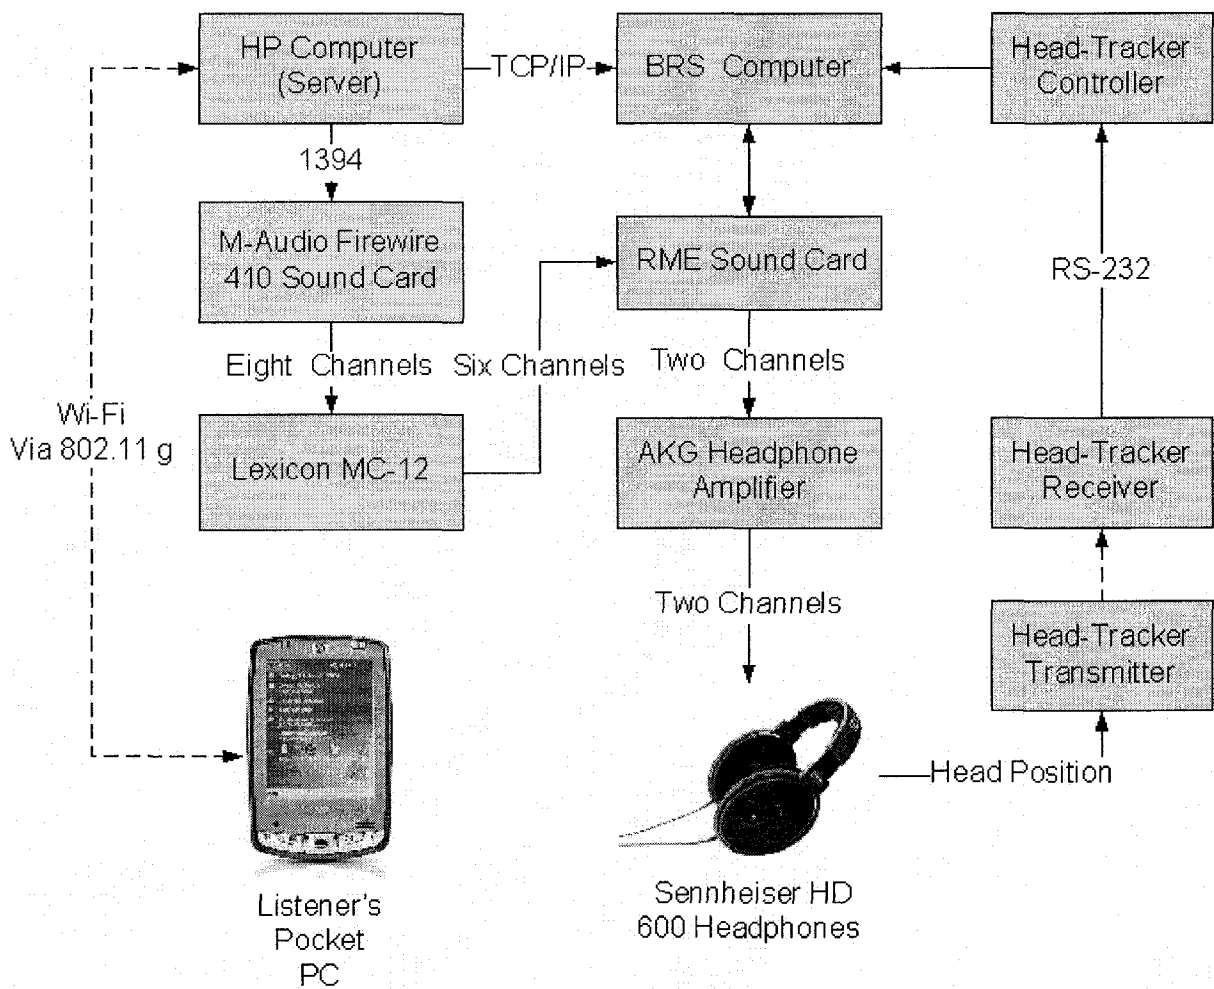 HP Computer
(Server)
TCP/IP
BRS Computer
Head-Tracker
Controller
1394
M-Audio Firewire
410 Sound Card
RME Sound Card
RS-232
Eight Channels
Six Channels
Two Channels
Wi-Fi
Via 802.11 g
Lexicon MC-12
AKG Headphone
Amplifier
Head-Tracker
Receiver
Two Channels
Head-Tracker
Transmitter
Head Position
Listener's
Pocket
PC
Sennheiser HD
600 Headphones